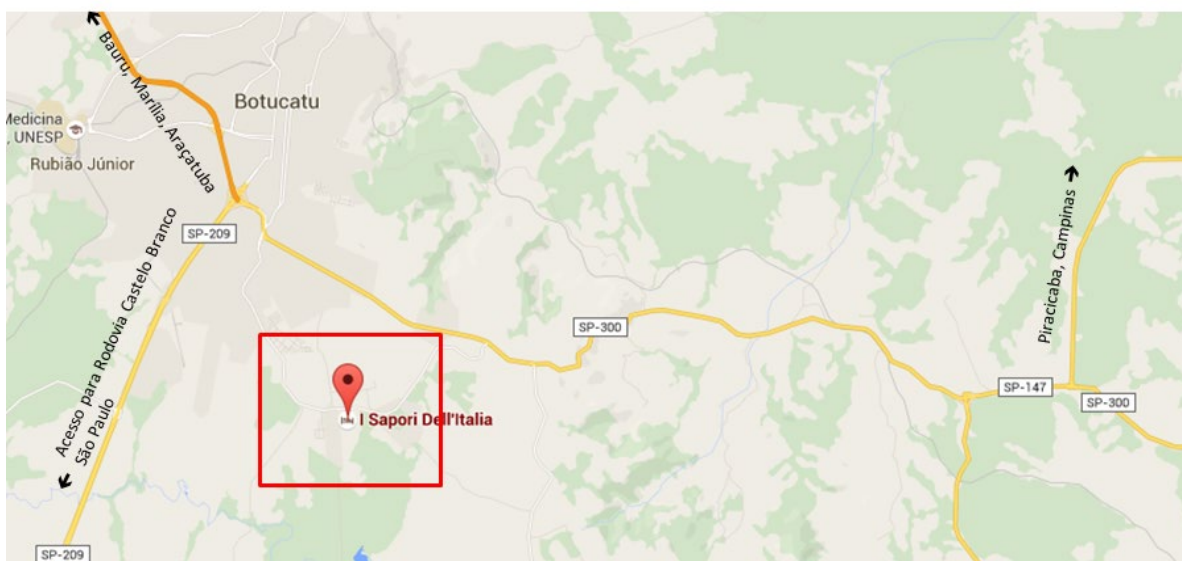 Bauru, Marília, Araçatuba
Botucatu
Medicina
, UNESP
Rubião Júnior
SP-209
Acesso para Rodovia Castelo Branco
São Paulo
SP-300
Piracicaba, Campinas
SP-147
SP-300
I Sapori Dell'Italia
SP-209